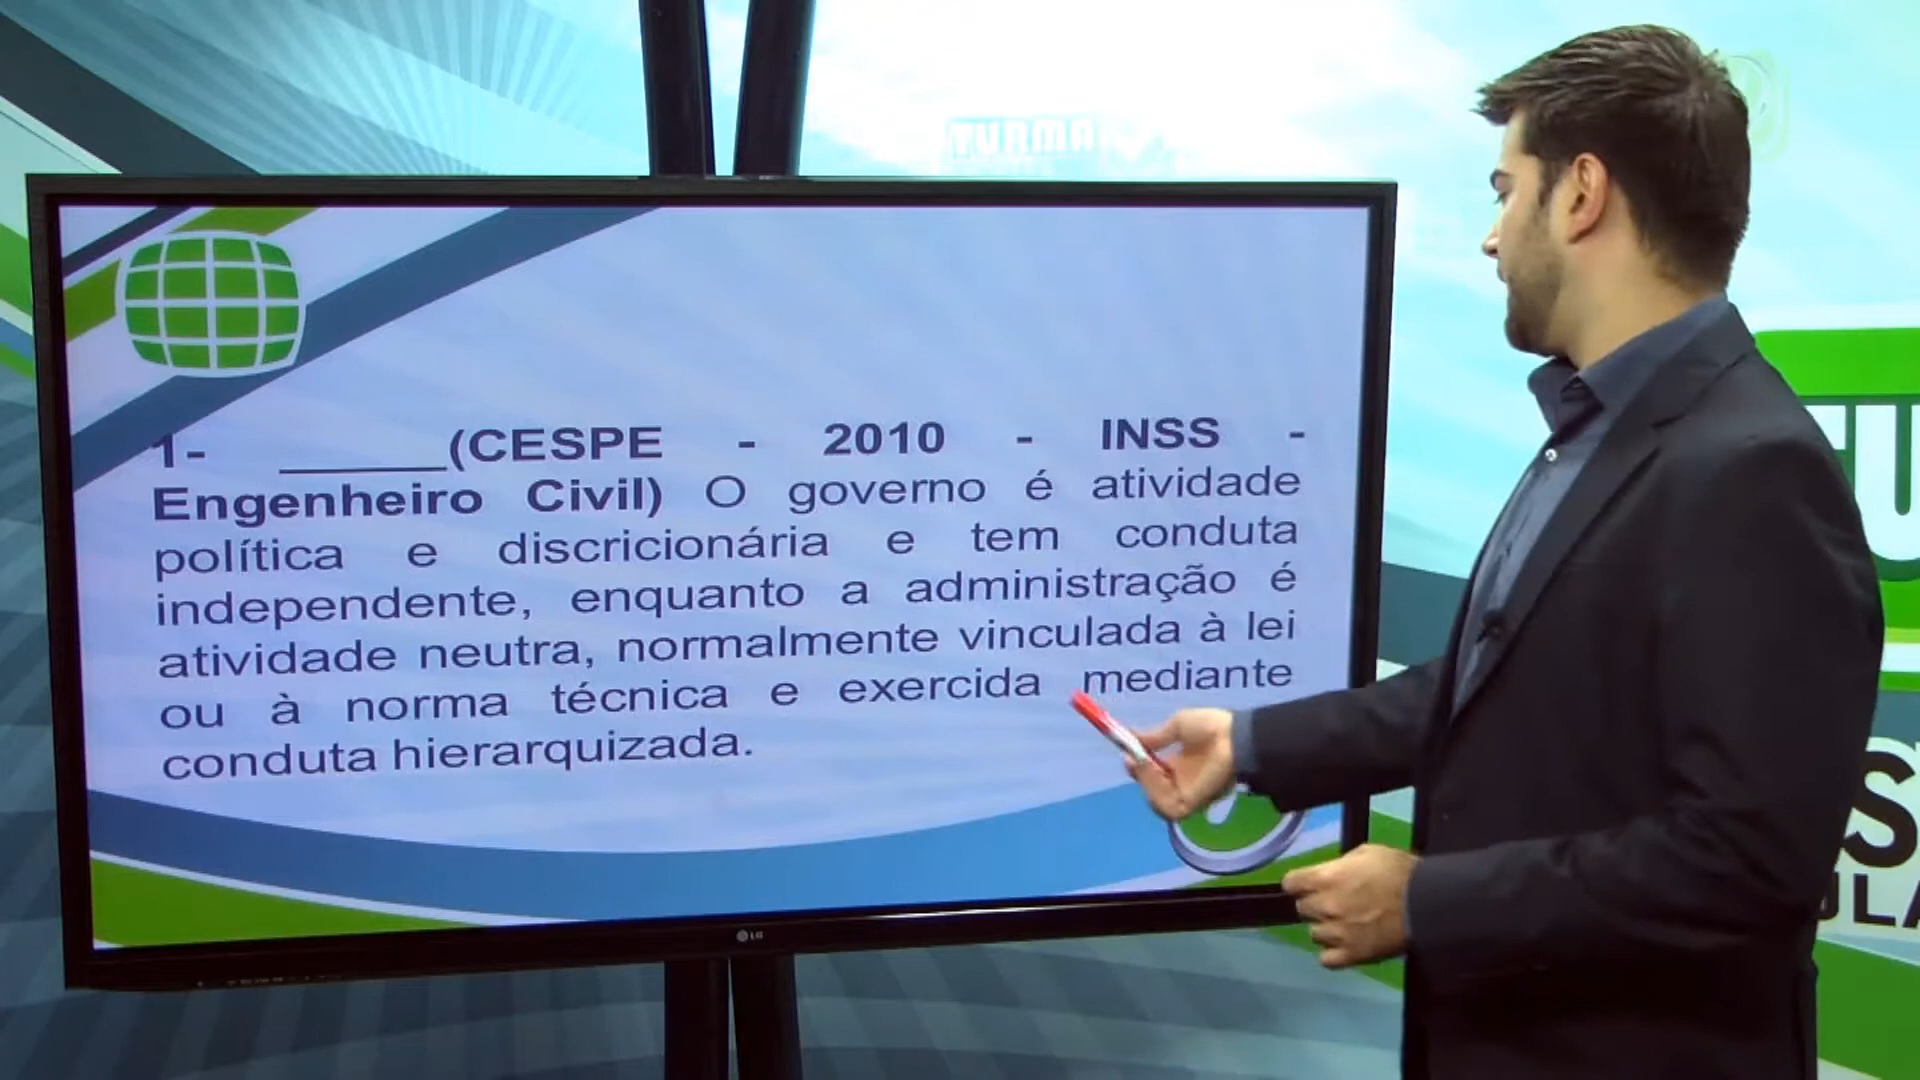 TURMA
1- ______(CESPE - 2010 - INSS -
Engenheiro Civil) O governo é atividade
política e discricionária e tem conduta
independente, enquanto a administração é
atividade neutra, normalmente vinculada à lei
ou à norma técnica e exercida mediante
conduta hierarquizada.
LG